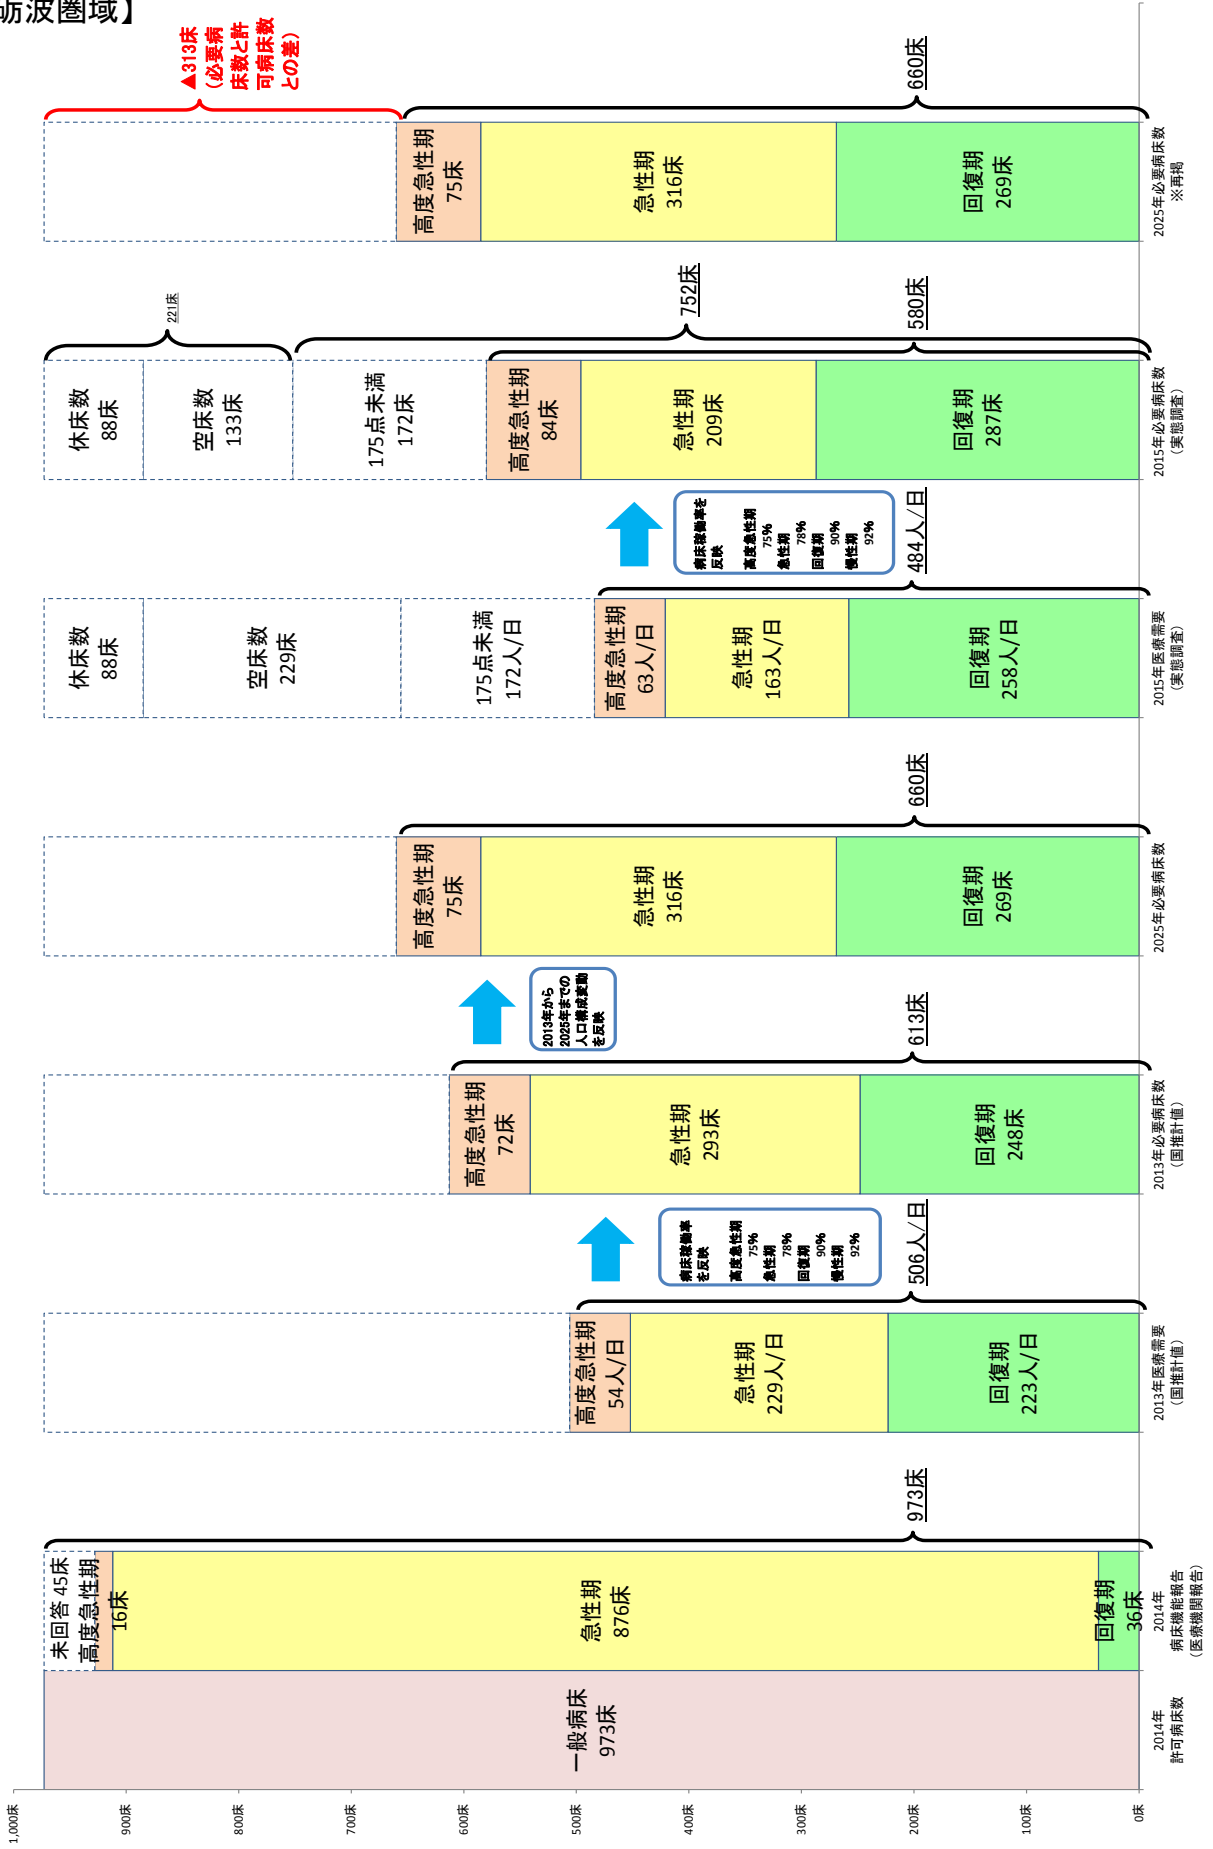 砺波圏域】
1,000床
900床
800床
700床
600床
500床
400床
300床
200床
100床
0床
一般病床
973床
2014年
許可病床数
未回答 45床
高度急性期
16床
急性期
876床
回復期
36床
973床
2014年
病床機能報告
(医療機関報告)
高度急性期
54人/日
急性期
229人/日
回復期
223人/日
506人/日
2013年医療需要
(国推計値)
病床稼働率
を反映
高度急性期
75%
急性期
78%
回復期
90%
慢性期
92%
高度急性期
72床
急性期
293床
回復期
248床
613床
2013年必要病床数
(国推計値)
2013年から
2025年までの
人口構成変動
を反映
高度急性期
75床
急性期
316床
回復期
269床
660床
2025年必要病床数
休床数
88床
空床数
229床
175点未満
172人/日
高度急性期
63人/日
急性期
163人/日
回復期
258人/日
484人/日
2015年医療需要
(実態調査)
病床稼働率を
反映
高度急性期
75%
急性期
78%
回復期
90%
慢性期
92%
休床数
88床
空床数
133床
175点未満
172床
高度急性期
84床
急性期
209床
回復期
287床
221床
752床
580床
2015年必要病床数
(実態調査)
▲313床
(必要病
床数と許
可病床数
との差)
高度急性期
75床
急性期
316床
回復期
269床
660床
2025年必要病床数
※再掲